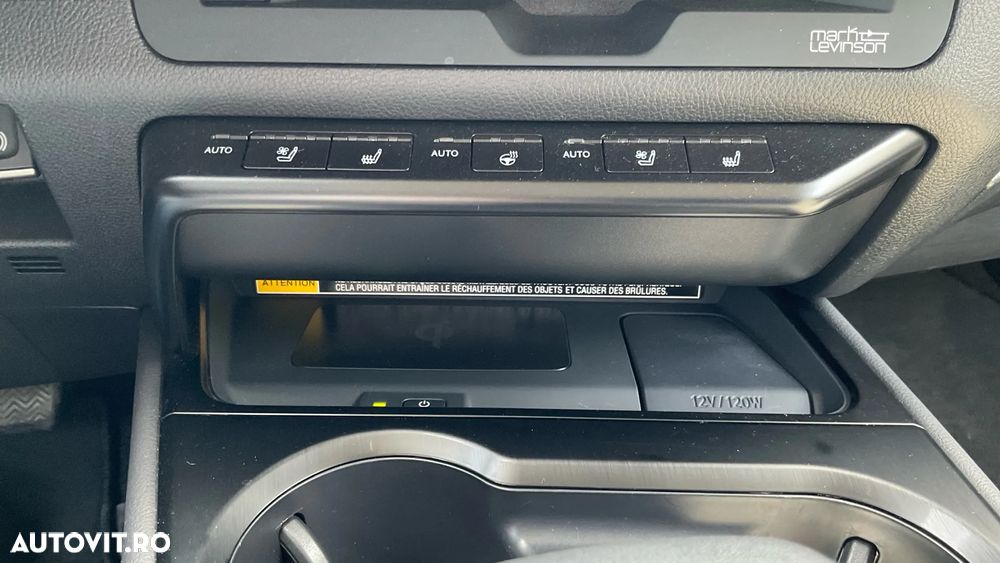 mark
Levinson
AUTO
AUTO
AUTO
ATTENTION
CELA POURRAIT ENTRAÎNER LE RÉCHAUFFEMENT DES OBJETS ET CAUSER DES BRÛLURES.
12V/120W
AUTOVIT.RO